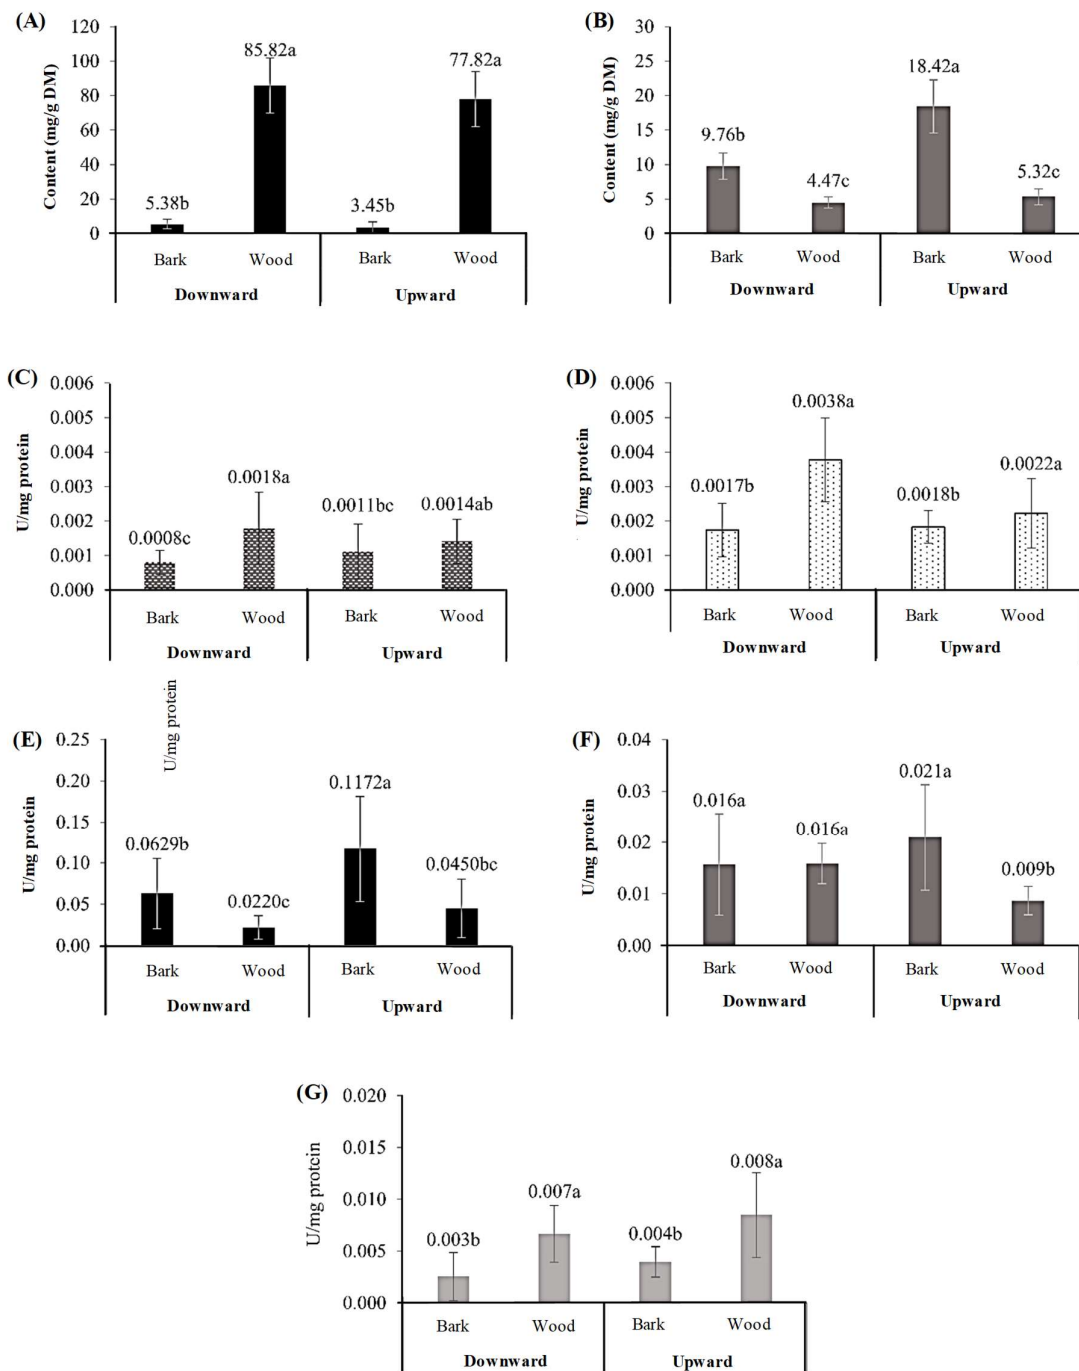 (A)
Content (mg/g DM)
120
100
80
60
40
20
0
5.38b
85.82a
3.45b
77.82a
Bark Wood Bark Wood
Downward Upward
(B)
Content (mg/g DM)
30
25
20
15
10
5
0
9.76b
4.47c
18.42a
5.32c
Bark Wood Bark Wood
Downward Upward
(C)
U/mg protein
0.006
0.005
0.004
0.003
0.002
0.001
0.000
0.0008c
0.0018a
0.0011bc
0.0014ab
Bark Wood Bark Wood
Downward Upward
(D)
U/mg protein
0.006
0.005
0.004
0.003
0.002
0.001
0.000
0.0017b
0.0038a
0.0018b
0.0022a
Bark Wood Bark Wood
Downward Upward
(E)
U/mg protein
U/mg protein
0.25
0.20
0.15
0.10
0.05
0.00
0.0629b
0.0220c
0.1172a
0.0450bc
Bark Wood Bark Wood
Downward Upward
(F)
U/mg protein
0.04
0.03
0.02
0.01
0.00
0.016a
0.016a
0.021a
0.009b
Bark Wood Bark Wood
Downward Upward
(G)
U/mg protein
0.020
0.015
0.010
0.005
0.000
0.003b
0.007a
0.004b
0.008a
Bark Wood Bark Wood
Downward Upward